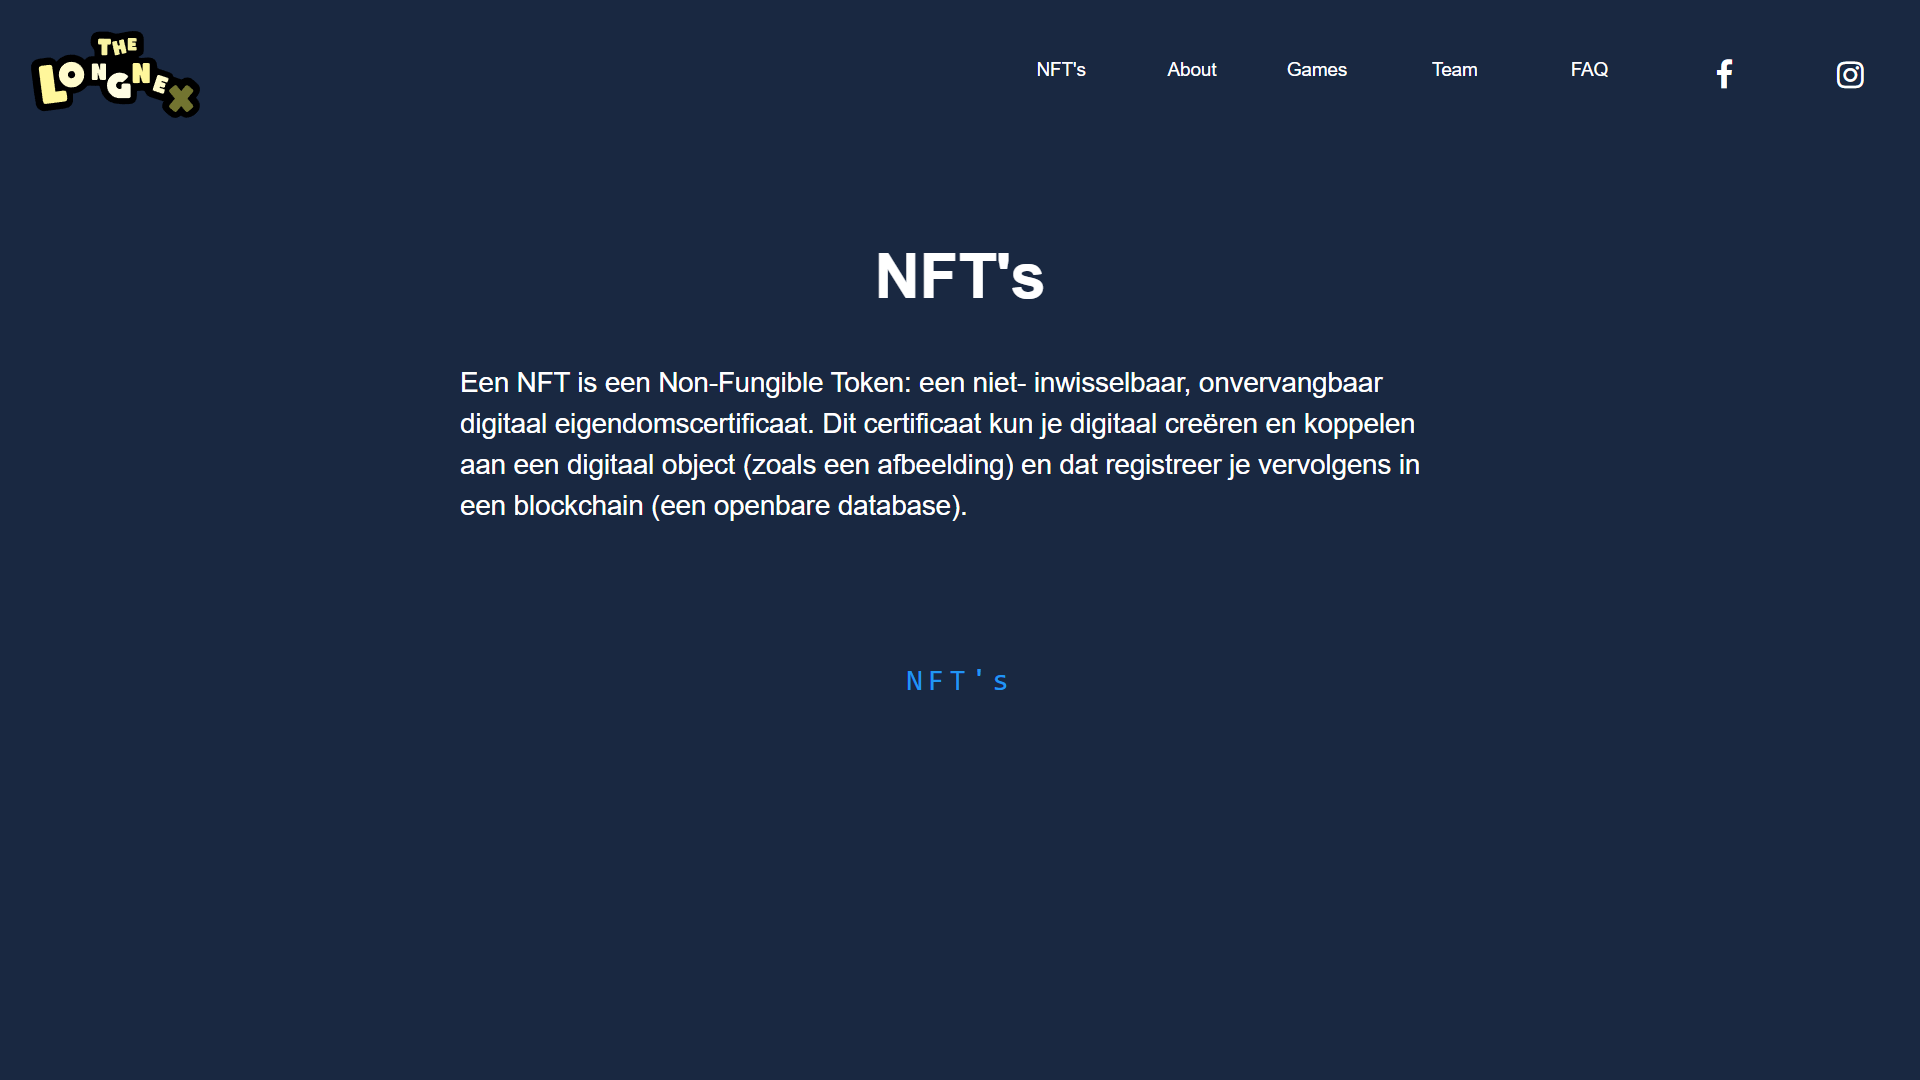 THE
LONGNEX
NFT's
About
Games
Team
FAQ
NFT's
Een NFT is een Non-Fungible Token: een niet- inwisselbaar, onvervangbaar
digitaal eigendomscertificaat. Dit certificaat kun je digitaal creëren en koppelen
aan een digitaal object (zoals een afbeelding) en dat registreer je vervolgens in
een blockchain (een openbare database).
NFT's